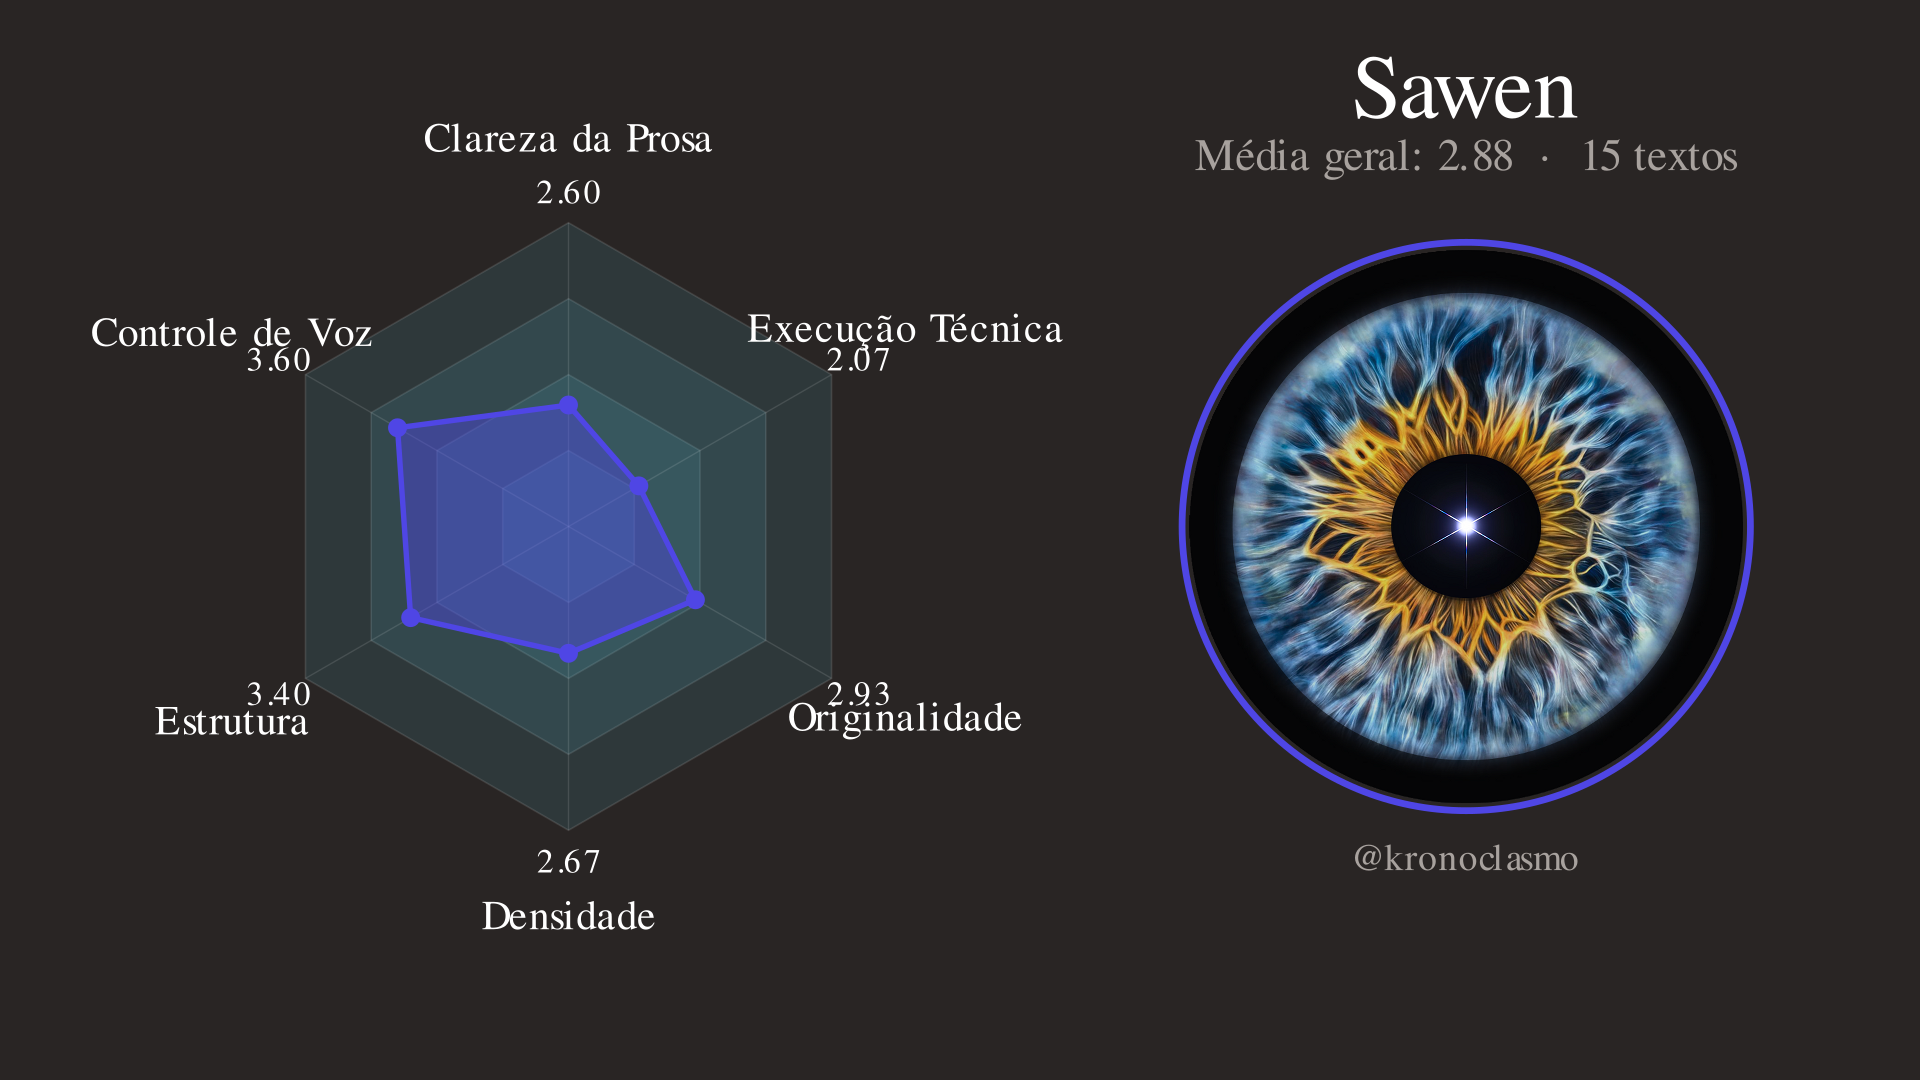 Sawen
Média geral: 2.88 · 15 textos
Clareza da Prosa
2.60
Controle de Voz
3.60
Execução Técnica
2.07
3.40
Estrutura
2.93
Originalidade
2.67
Densidade
@kronoclasmo